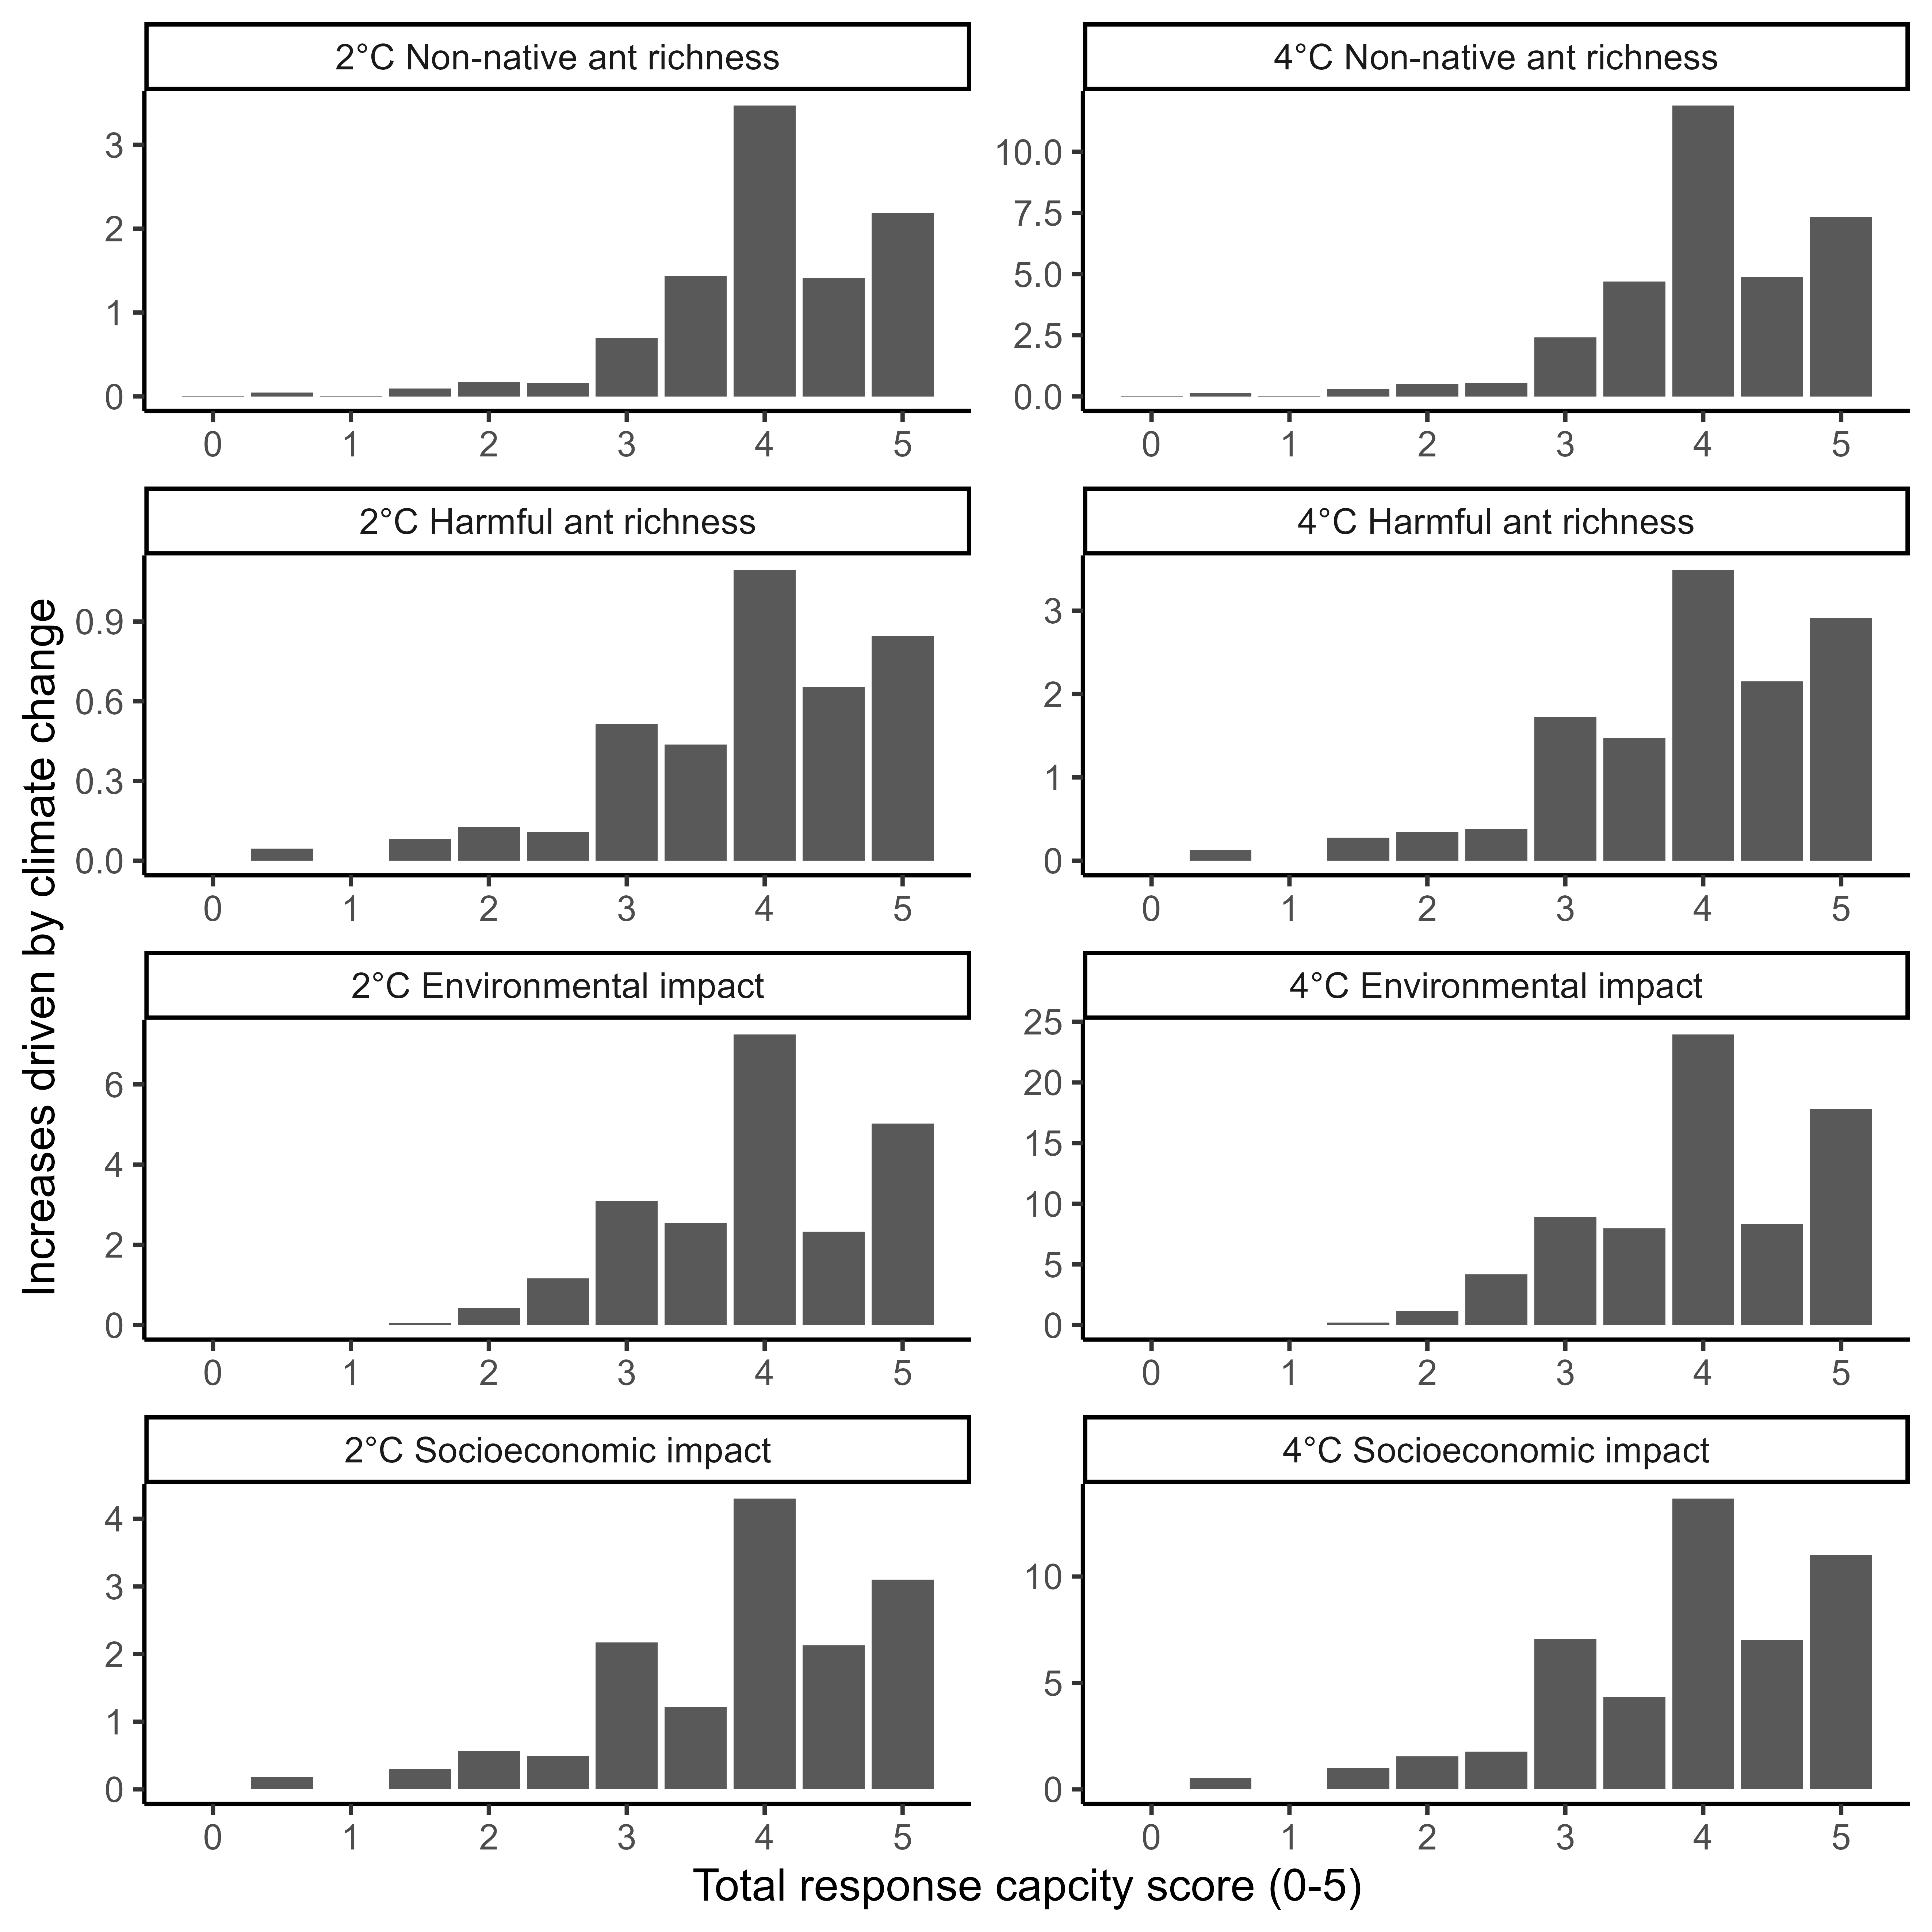 2°C Non-native ant richness
4°C Non-native ant richness
3
2
1
0
10.0
7.5
5.0
2.5
0.0
0 1 2 3 4 5
0 1 2 3 4 5
2°C Harmful ant richness
4°C Harmful ant richness
0.9
0.6
0.3
0.0
3
2
1
0
0 1 2 3 4 5
0 1 2 3 4 5
Increases driven by climate change
2°C Environmental impact
4°C Environmental impact
6
4
2
0
25
20
15
10
5
0
0 1 2 3 4 5
0 1 2 3 4 5
2°C Socioeconomic impact
4°C Socioeconomic impact
4
3
2
1
0
10
5
0
0 1 2 3 4 5
0 1 2 3 4 5
Total response capcity score (0-5)